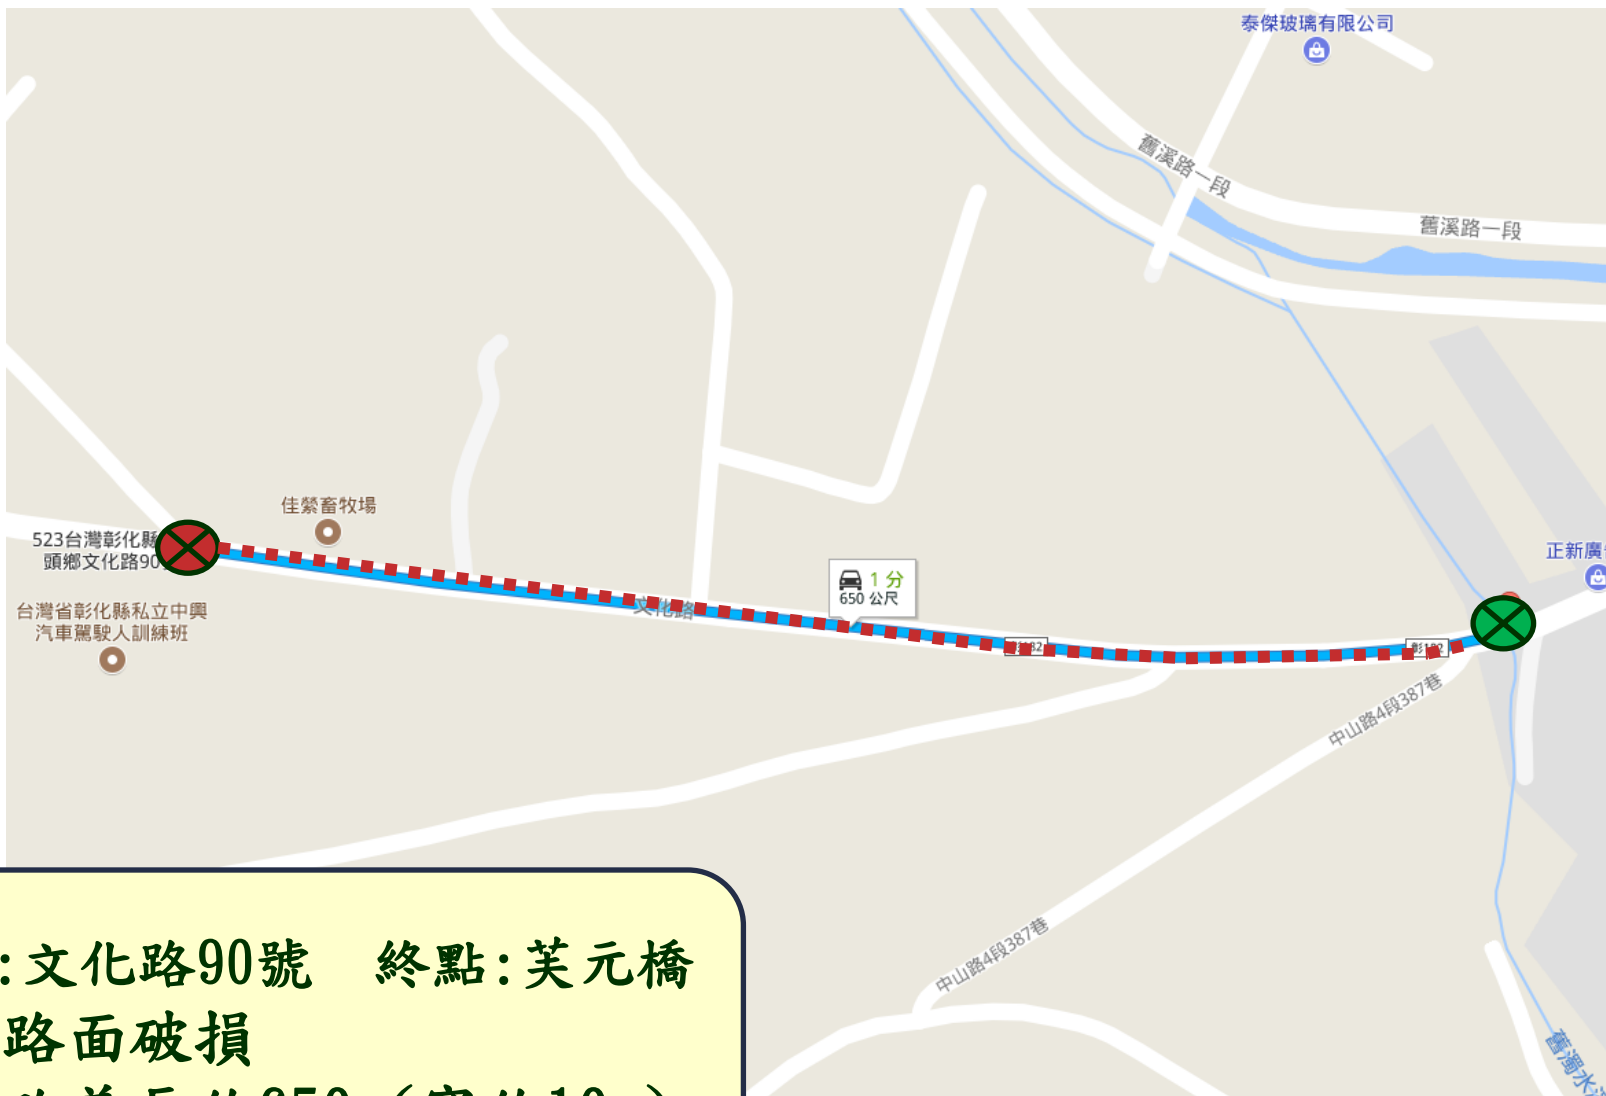 泰傑玻璃有限公司
舊溪路一段
舊溪路一段
佳縈畜牧場
523台灣彰化縣
頭鄉文化路90
台灣省彰化縣私立中興
汽車駕駛人訓練班
文化路
1 分
650 公尺
正新廣
中山路4段387巷
中山路4段387巷
:文化路90號 終點:芙元橋
路面破損